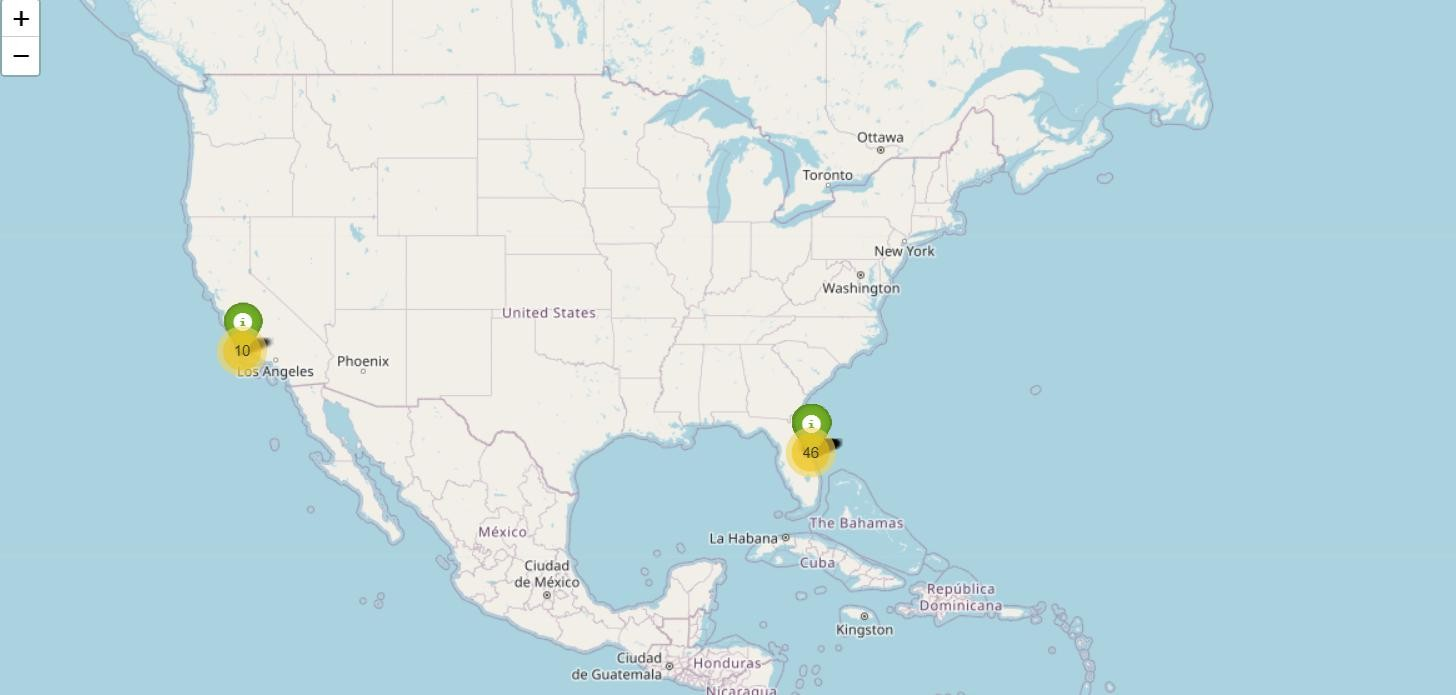 +
−
Ottawa
Toronto
New York
Washington
United States
i
10
Los Angeles
Phoenix
i
46
México
La Habana
The Bahamas
Cuba
Ciudad
de México
República
Dominicana
Kingston
Ciudad
de Guatemala
Honduras
Nicaragua